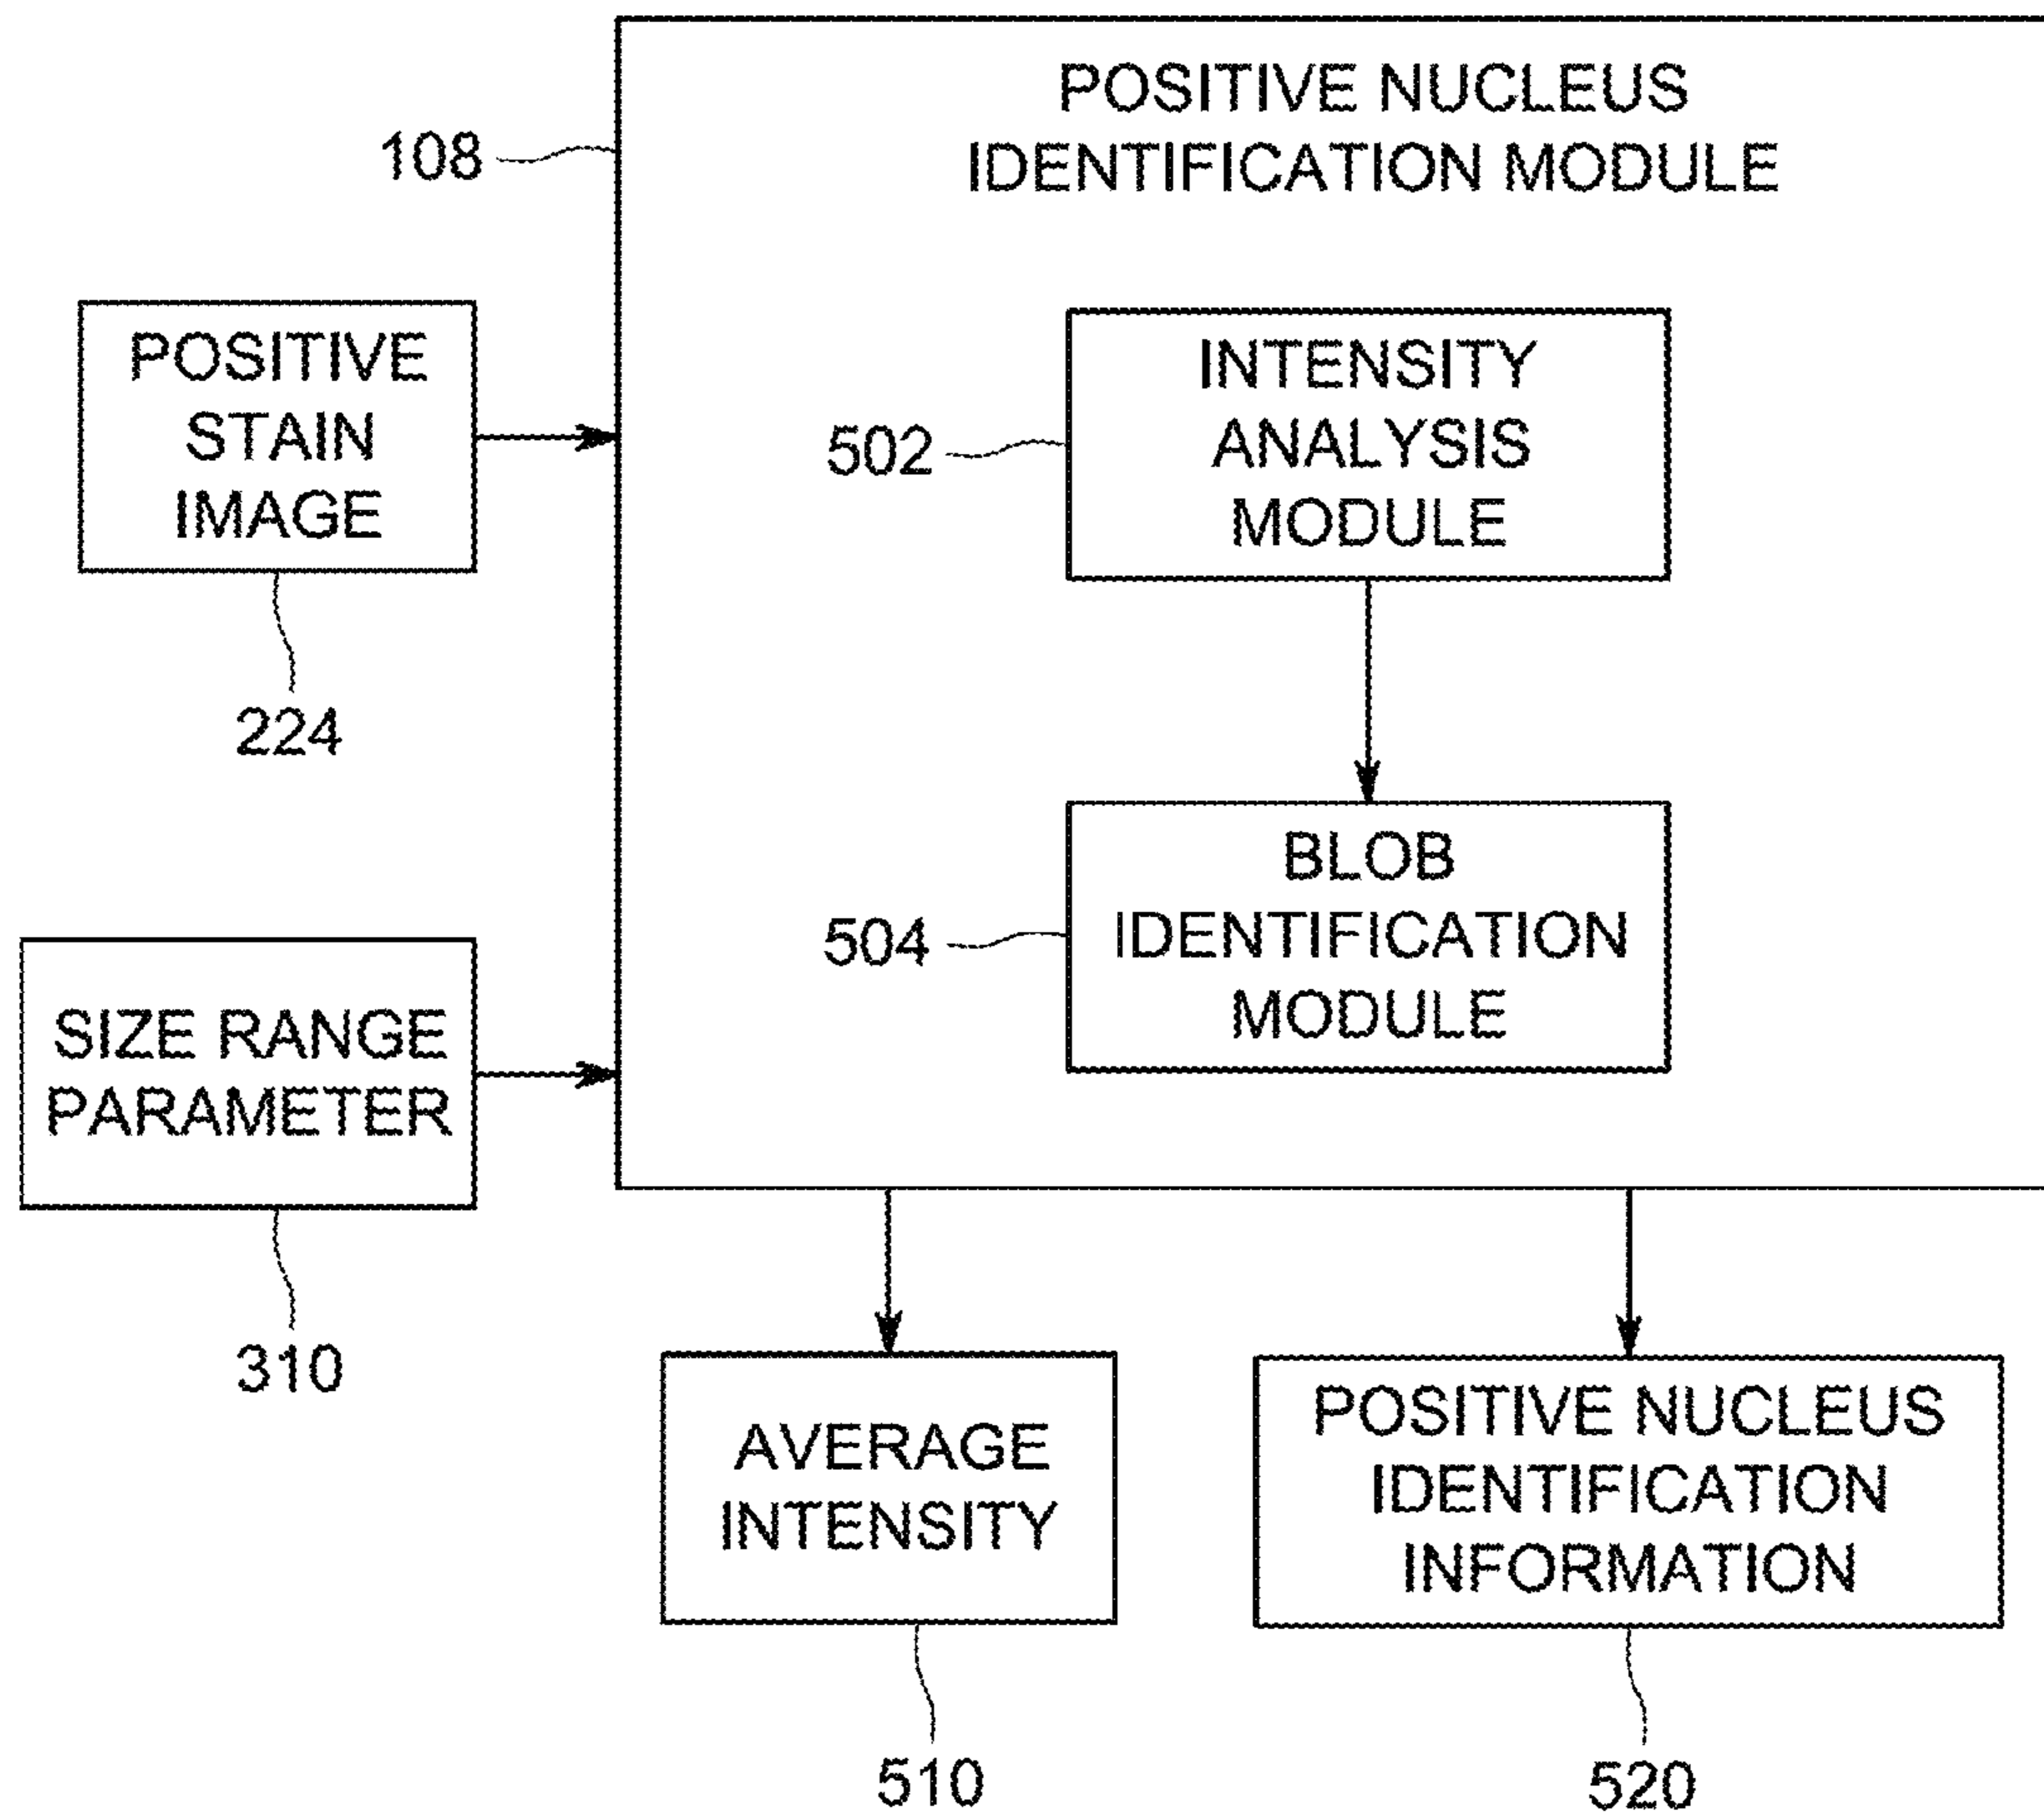 POSITIVE NUCLEUS
IDENTIFICATION MODULE
108
POSITIVE
STAIN
IMAGE
224
INTENSITY
ANALYSIS
MODULE
502
BLOB
IDENTIFICATION
MODULE
504
SIZE RANGE
PARAMETER
310
AVERAGE
INTENSITY
510
POSITIVE NUCLEUS
IDENTIFICATION
INFORMATION
520